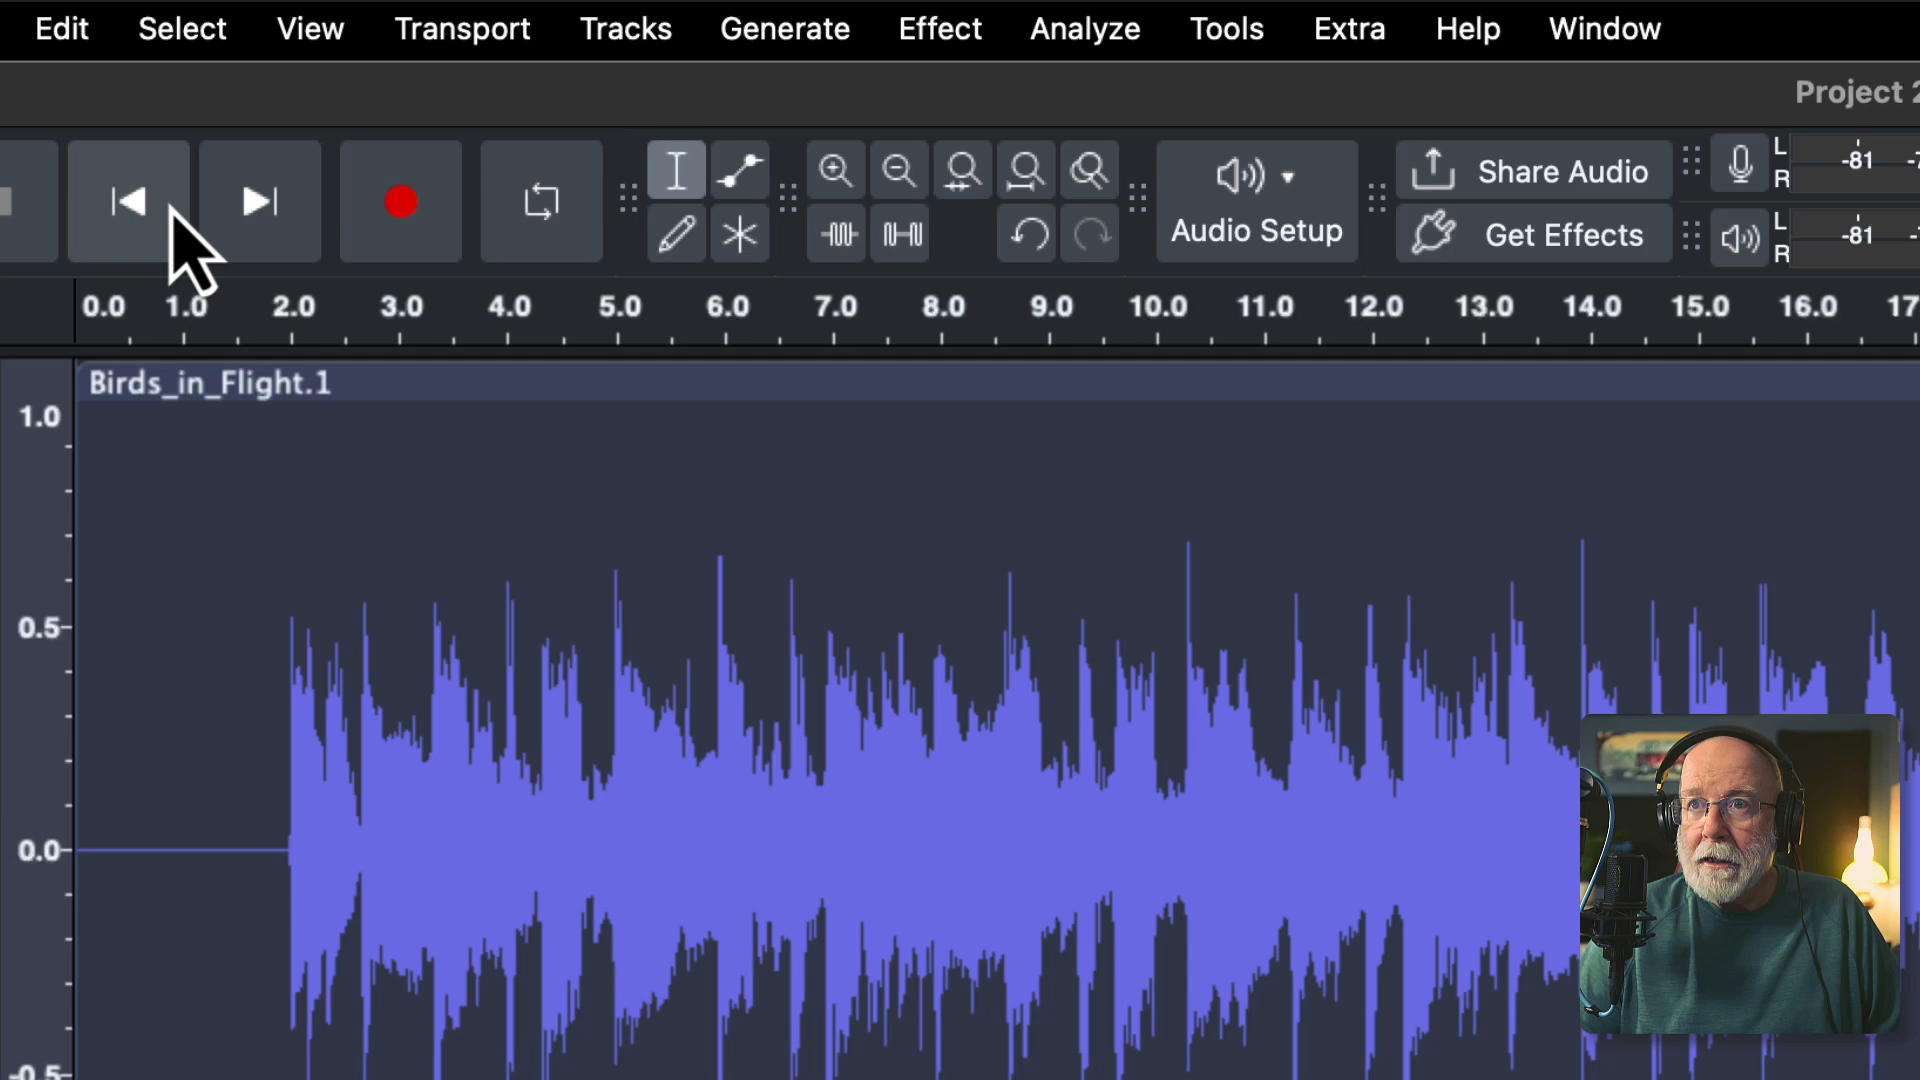 Edit Select View Transport Tracks Generate Effect Analyze Tools Extra Help Window
Project 2
Share Audio L -81
R
Audio Setup Get Effects L -81
R
0.0 1.0 2.0 3.0 4.0 5.0 6.0 7.0 8.0 9.0 10.0 11.0 12.0 13.0 14.0 15.0 16.0 17
Birds_in_Flight.1
1.0
0.5
0.0
-0.5